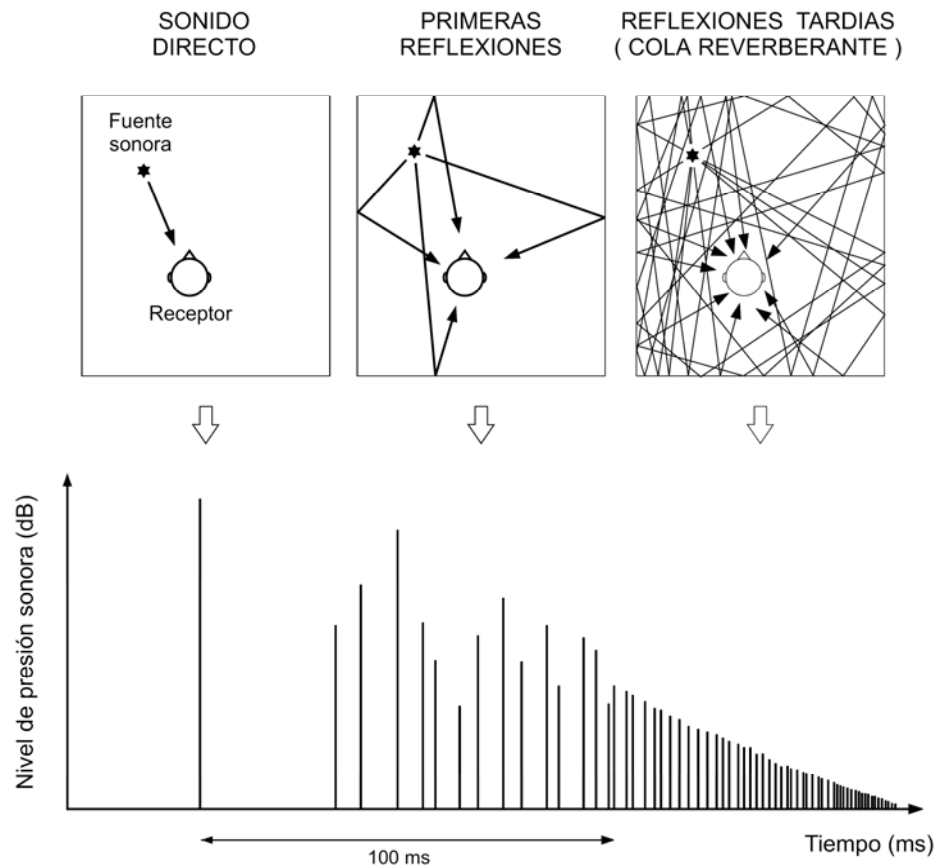 SONIDO
DIRECTO
PRIMERAS
REFLEXIONES
REFLEXIONES TARDIAS
( COLA REVERBERANTE )
Fuente
sonora
Receptor
Nivel de presión sonora (dB)
Tiempo (ms)
100 ms